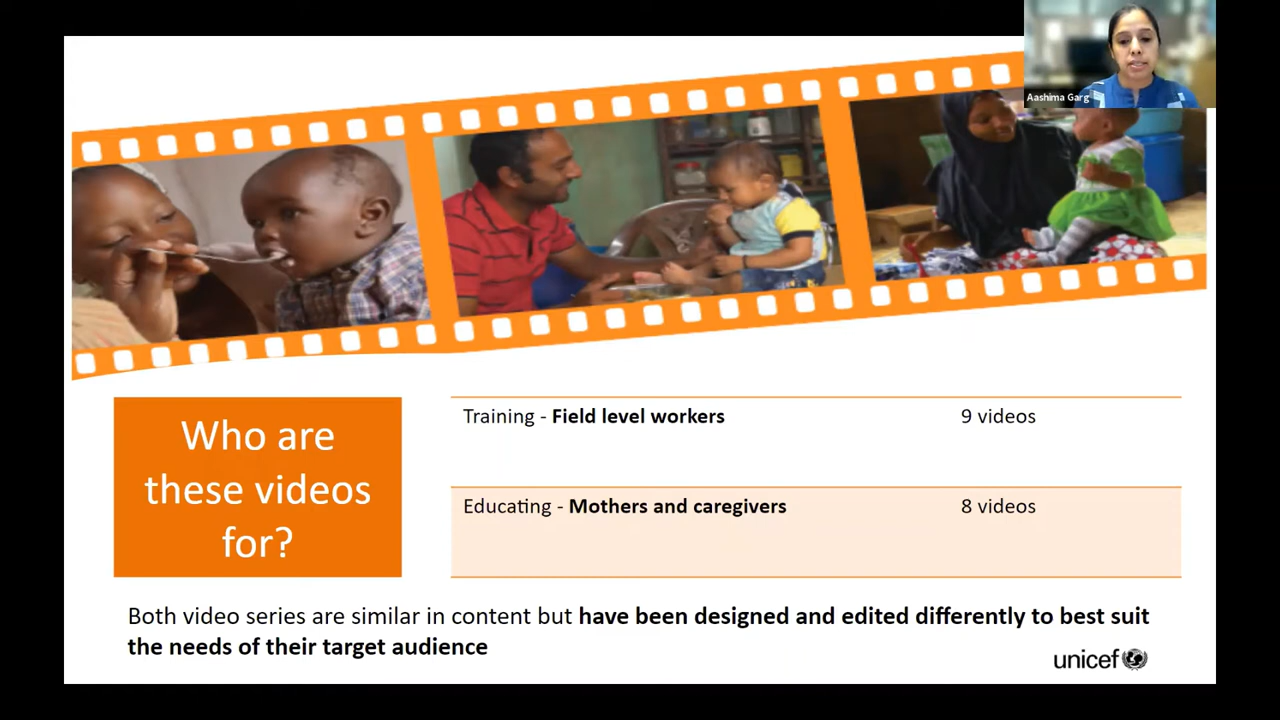 Aashima Garg
Who are
these videos
for?
Training - Field level workers 9 videos
Educating - Mothers and caregivers 8 videos
Both video series are similar in content but have been designed and edited differently to best suit
the needs of their target audience
unicef